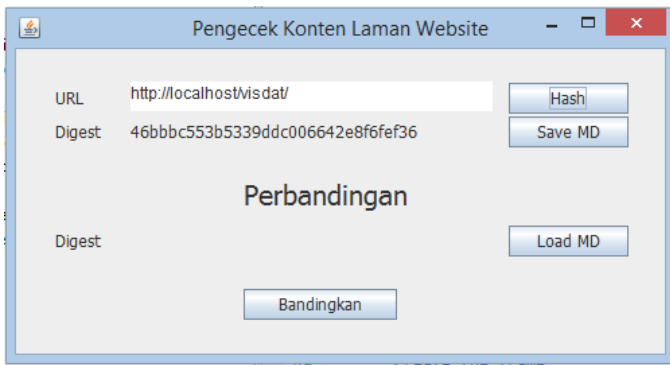 Pengecek Konten Laman Website
URL http://localhost/visdat/ Hash
Digest 46bbbc553b5339ddc006642e8f6fef36 Save MD
Perbandingan
Digest Load MD
Bandingkan